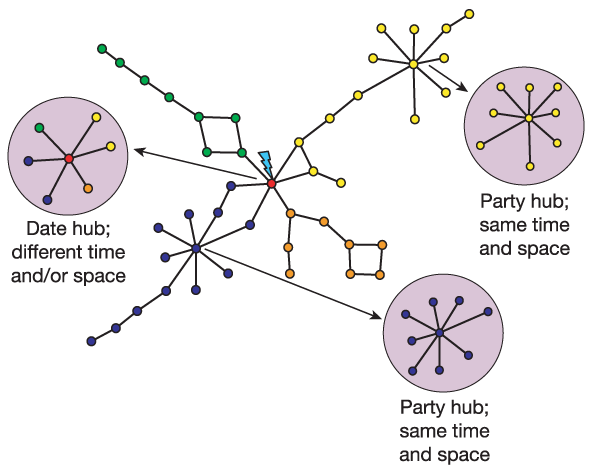 Party hub;
same time
and space
Date hub;
different time
and/or space
Party hub;
same time
and space